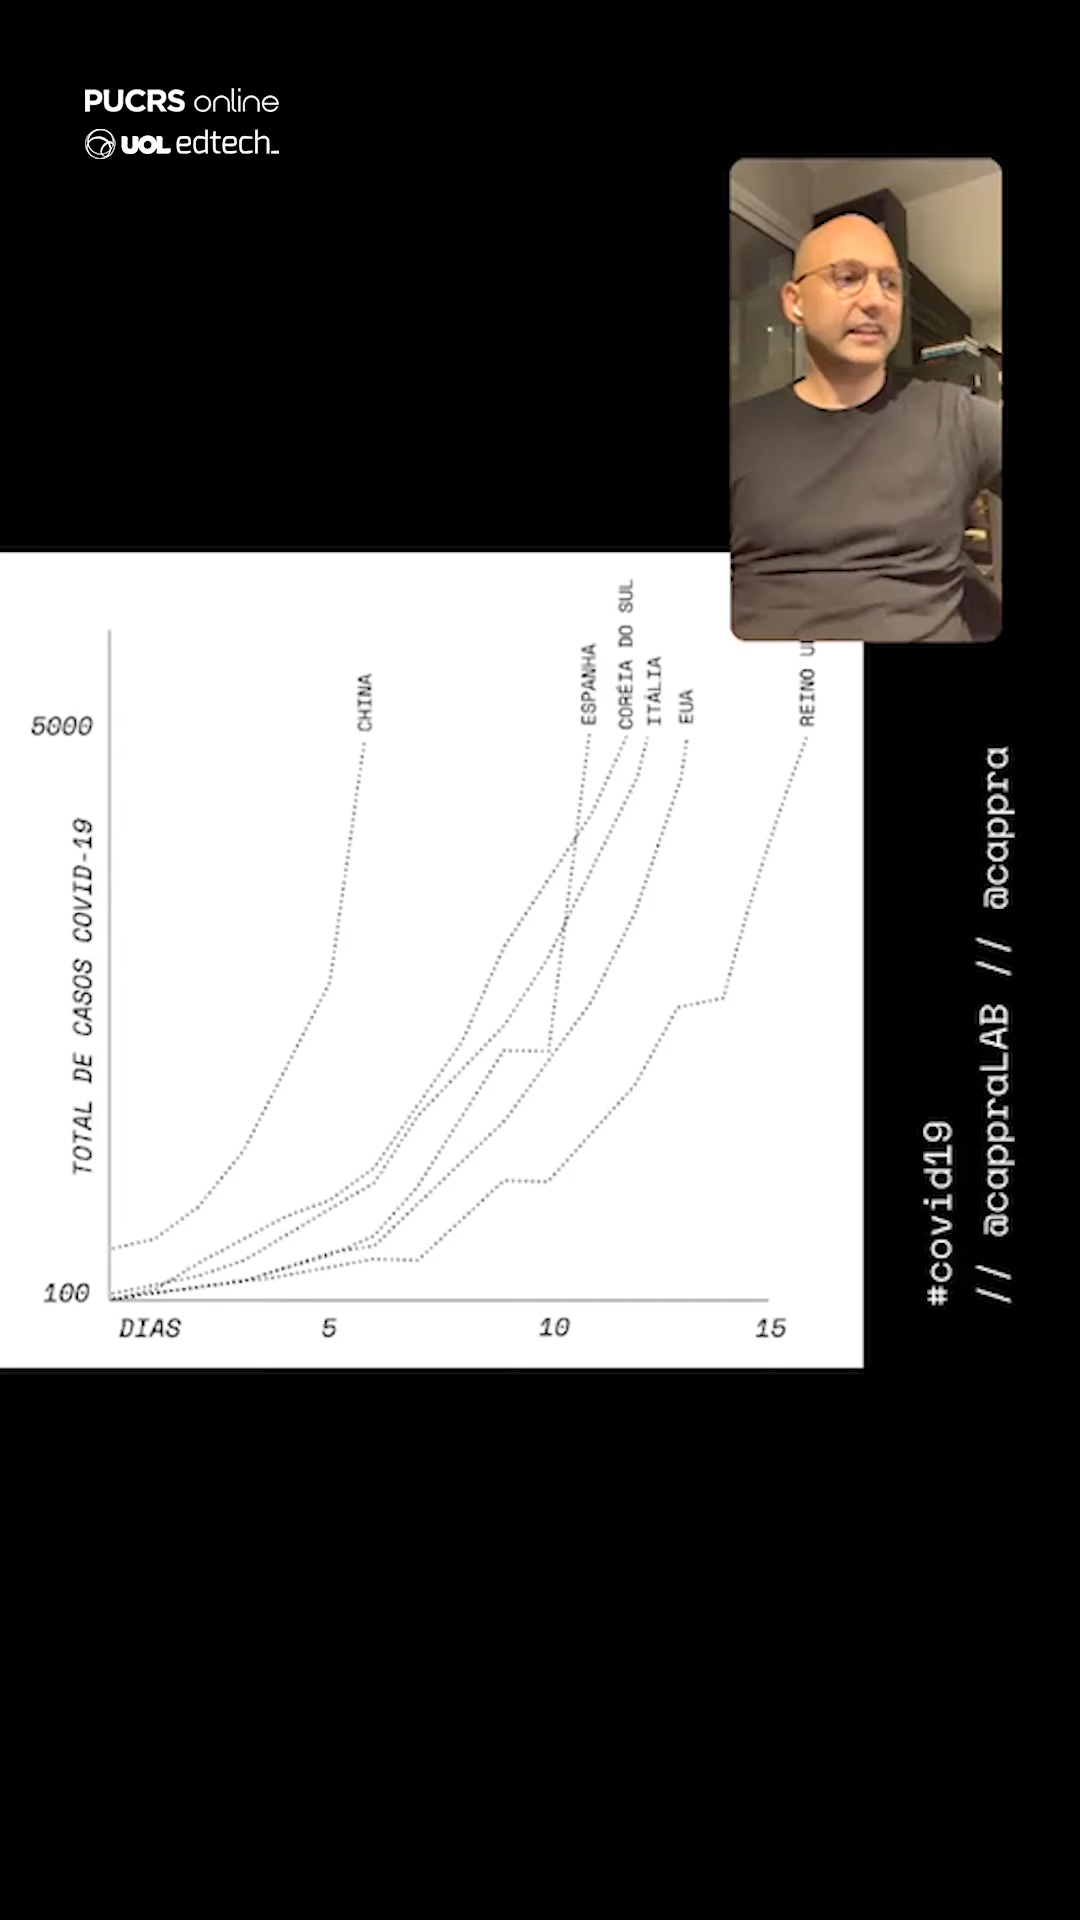 PUCRS online
UOL edtech_
CHINA
ESPANHA
CORÉIA DO SUL
ITÁLIA
EUA
REINO
5000
TOTAL DE CASOS COVID-19
100
DIAS
5
10
15
#covid19
// @cappraLAB // @cappra